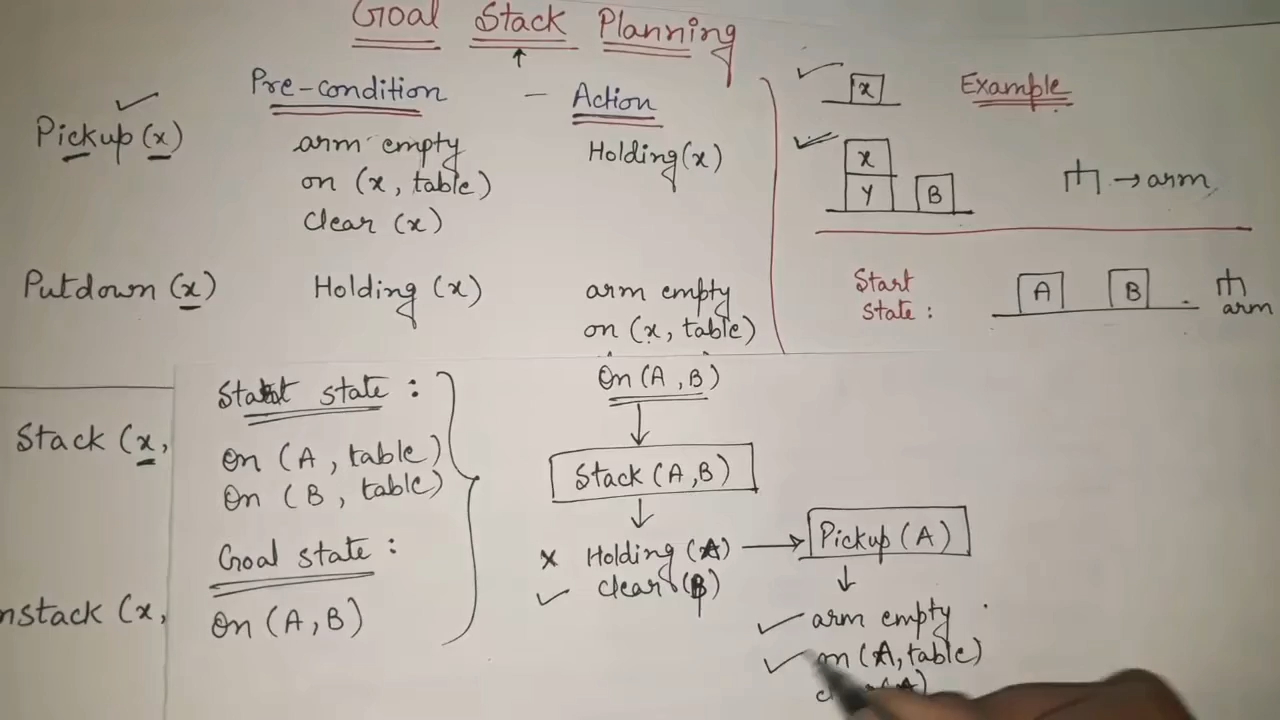 Goal Stack Planning
Pre-condition – Action
Pickup (x)
arm empty
on (x, table)
clear (x)
Holding(x)
Putdown (x)
Holding (x)
arm empty
on (x, table)
Example
x
x
Y
B
→ arm
Start
State :
A
B
arm
Stack (x,
nstack (x,
Start state :
On (A, table)
On (B, table)
Goal state :
On (A, B)
On (A, B)
Stack (A, B)
x Holding (A) → Pickup (A)
✓ clear (B)
✓ arm empty
✓ on (A, table)